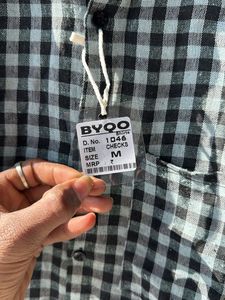 BYOO
D. No. 1046
ITEM CHECKS
SIZE M
MRP ₹